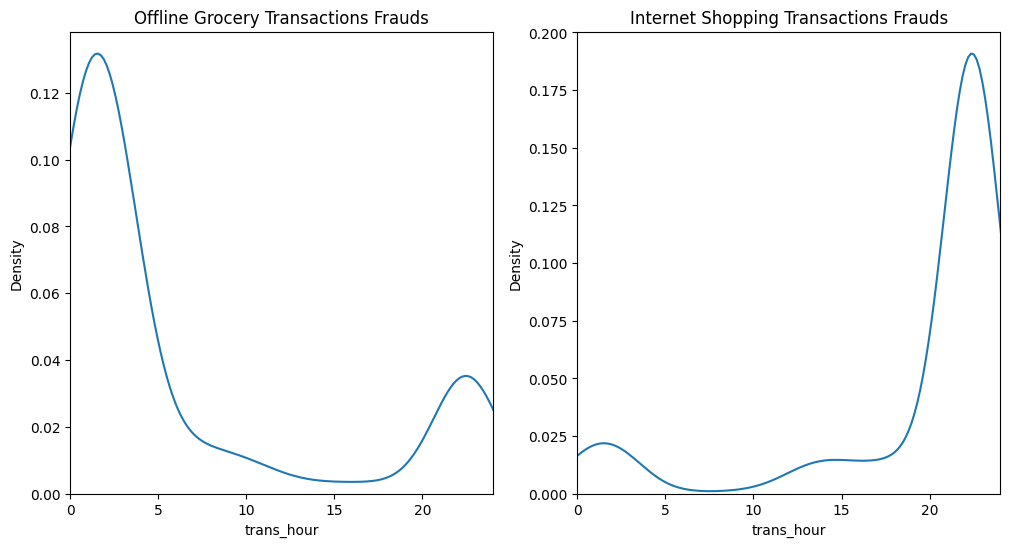 Offline Grocery Transactions Frauds
Density
0.12
0.10
0.08
0.06
0.04
0.02
0.00
0 5 10 15 20
trans_hour
Internet Shopping Transactions Frauds
Density
0.200
0.175
0.150
0.125
0.100
0.075
0.050
0.025
0.000
0 5 10 15 20
trans_hour